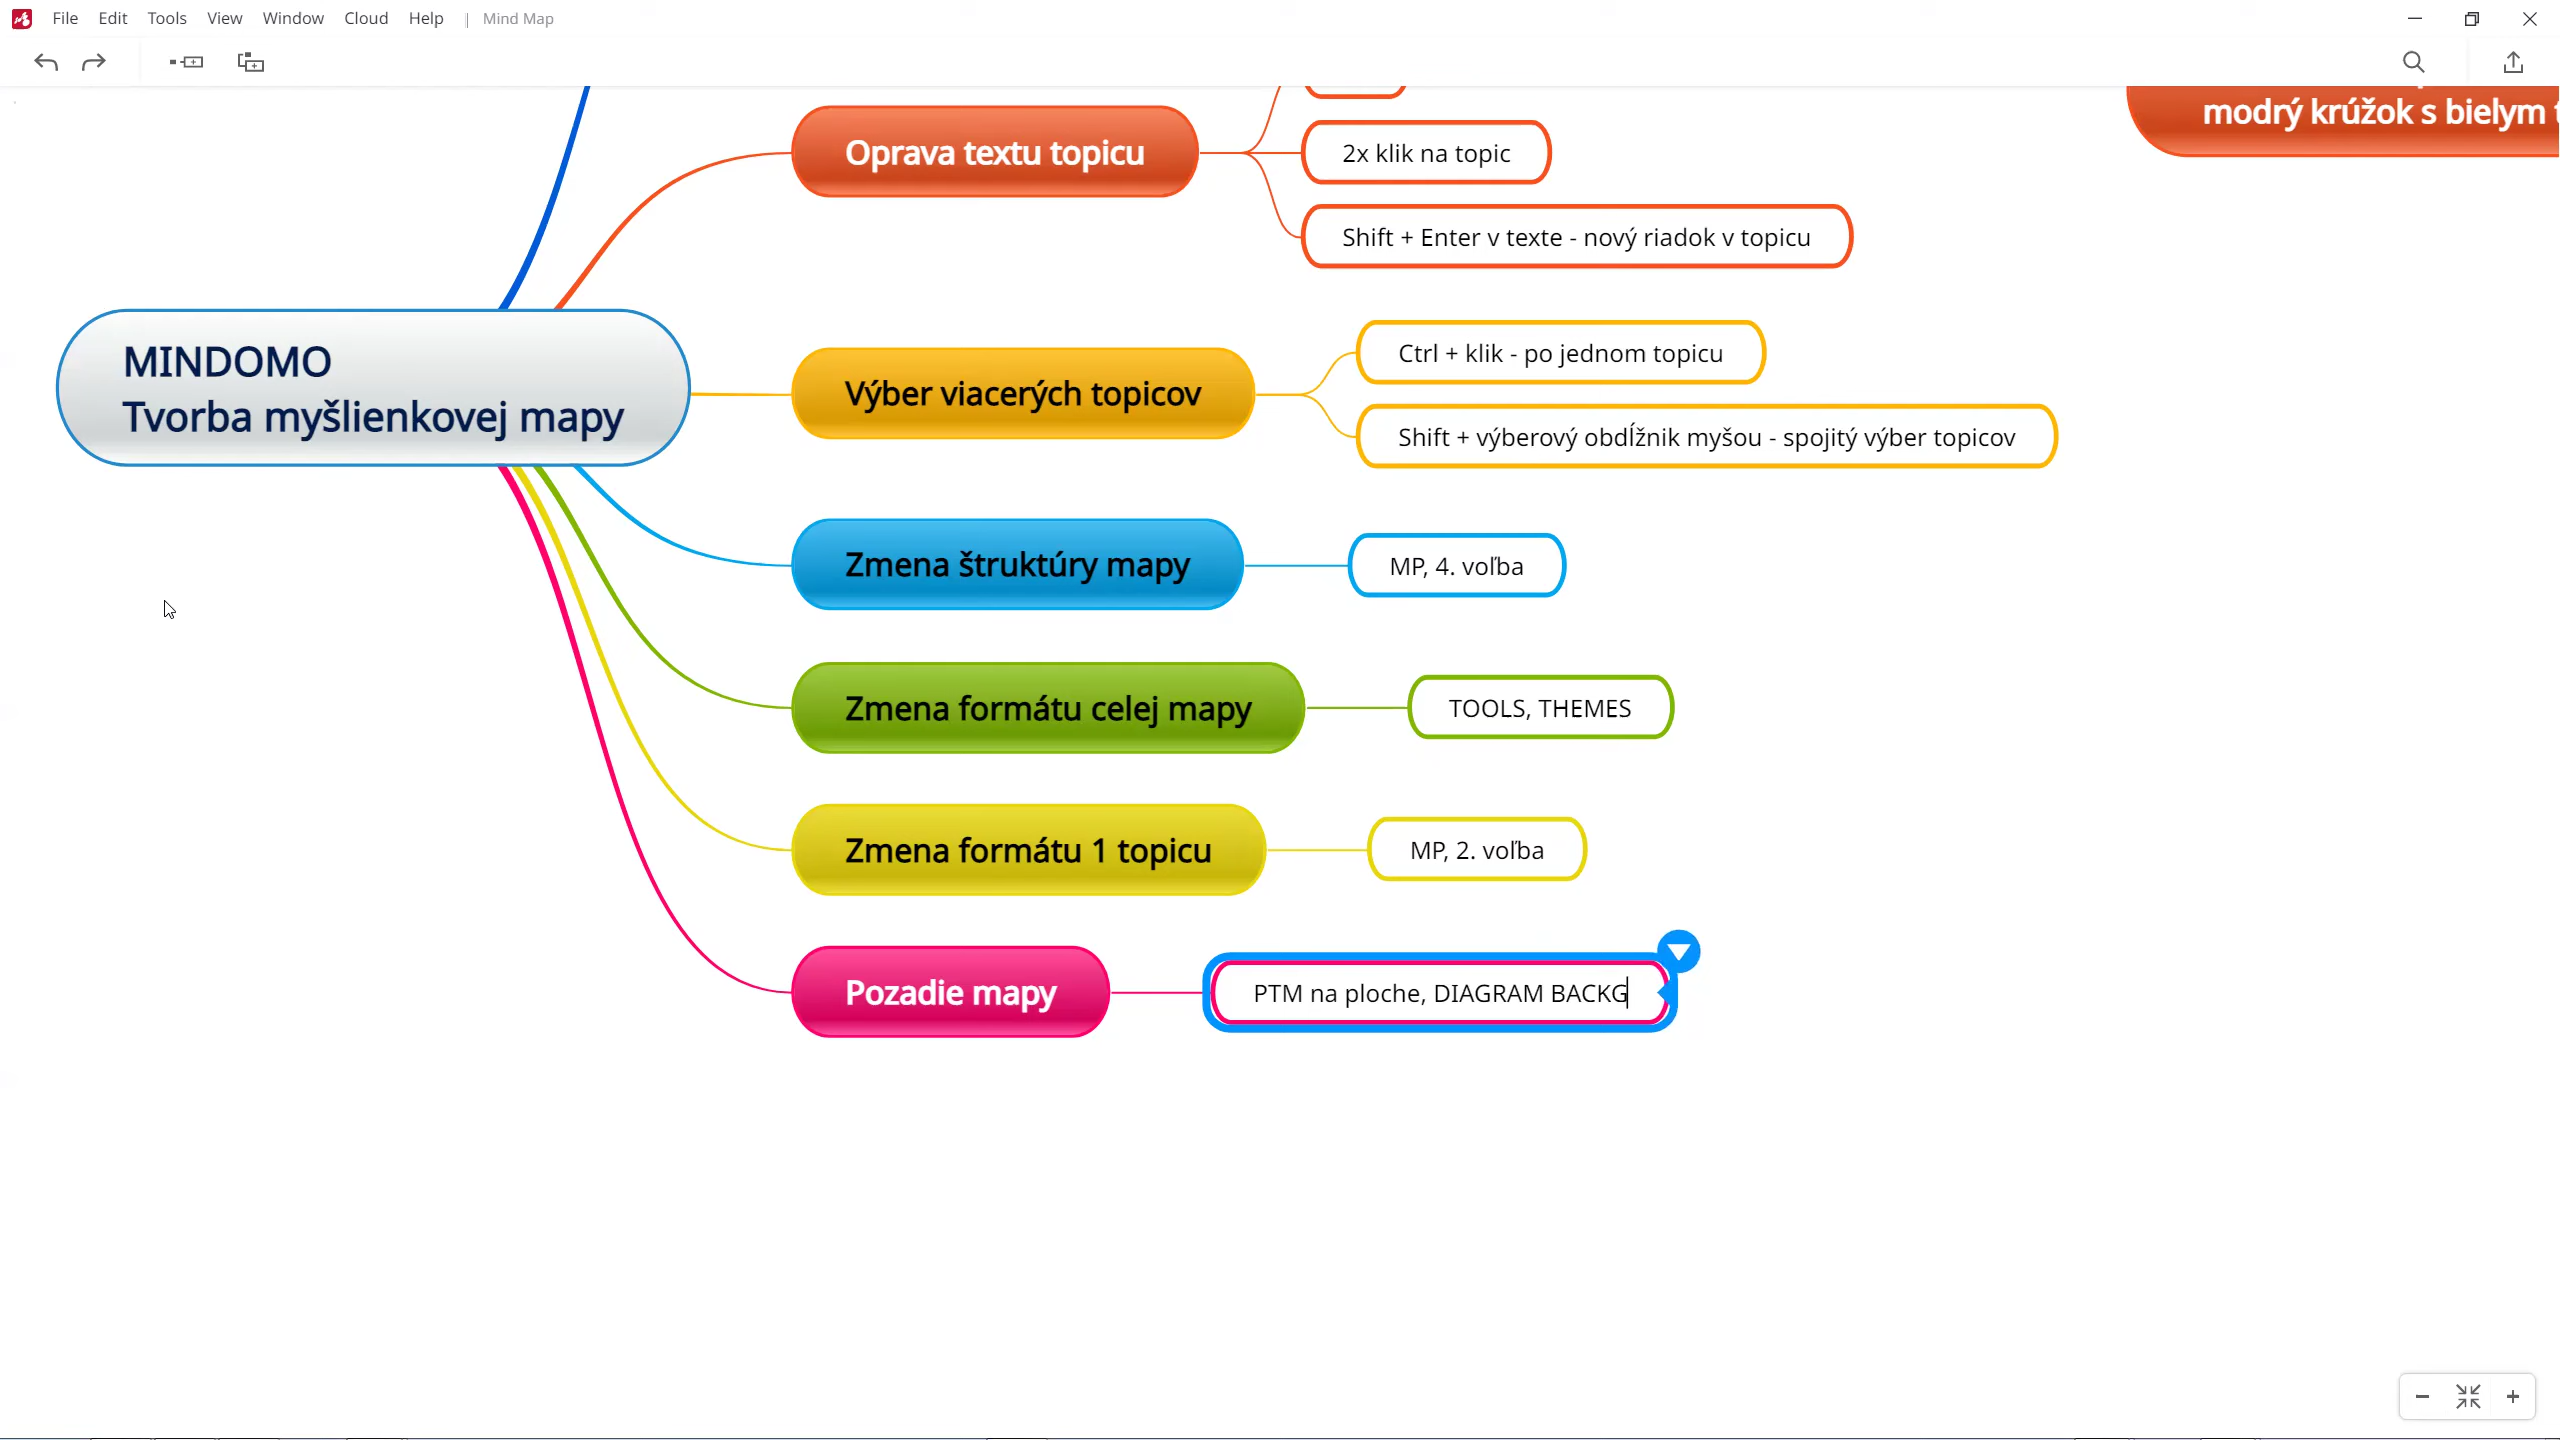 File Edit Tools View Window Cloud Help | Mind Map
modrý krúžok s bielym
Oprava textu topicu
2x klik na topic
Shift + Enter v texte - nový riadok v topicu
MINDOMO
Tvorba myšlienkovej mapy
Výber viacerých topicov
Ctrl + klik - po jednom topicu
Shift + výberový obdĺžnik myšou - spojitý výber topicov
Zmena štruktúry mapy
MP, 4. voľba
Zmena formátu celej mapy
TOOLS, THEMES
Zmena formátu 1 topicu
MP, 2. voľba
Pozadie mapy
PTM na ploche, DIAGRAM BACKG